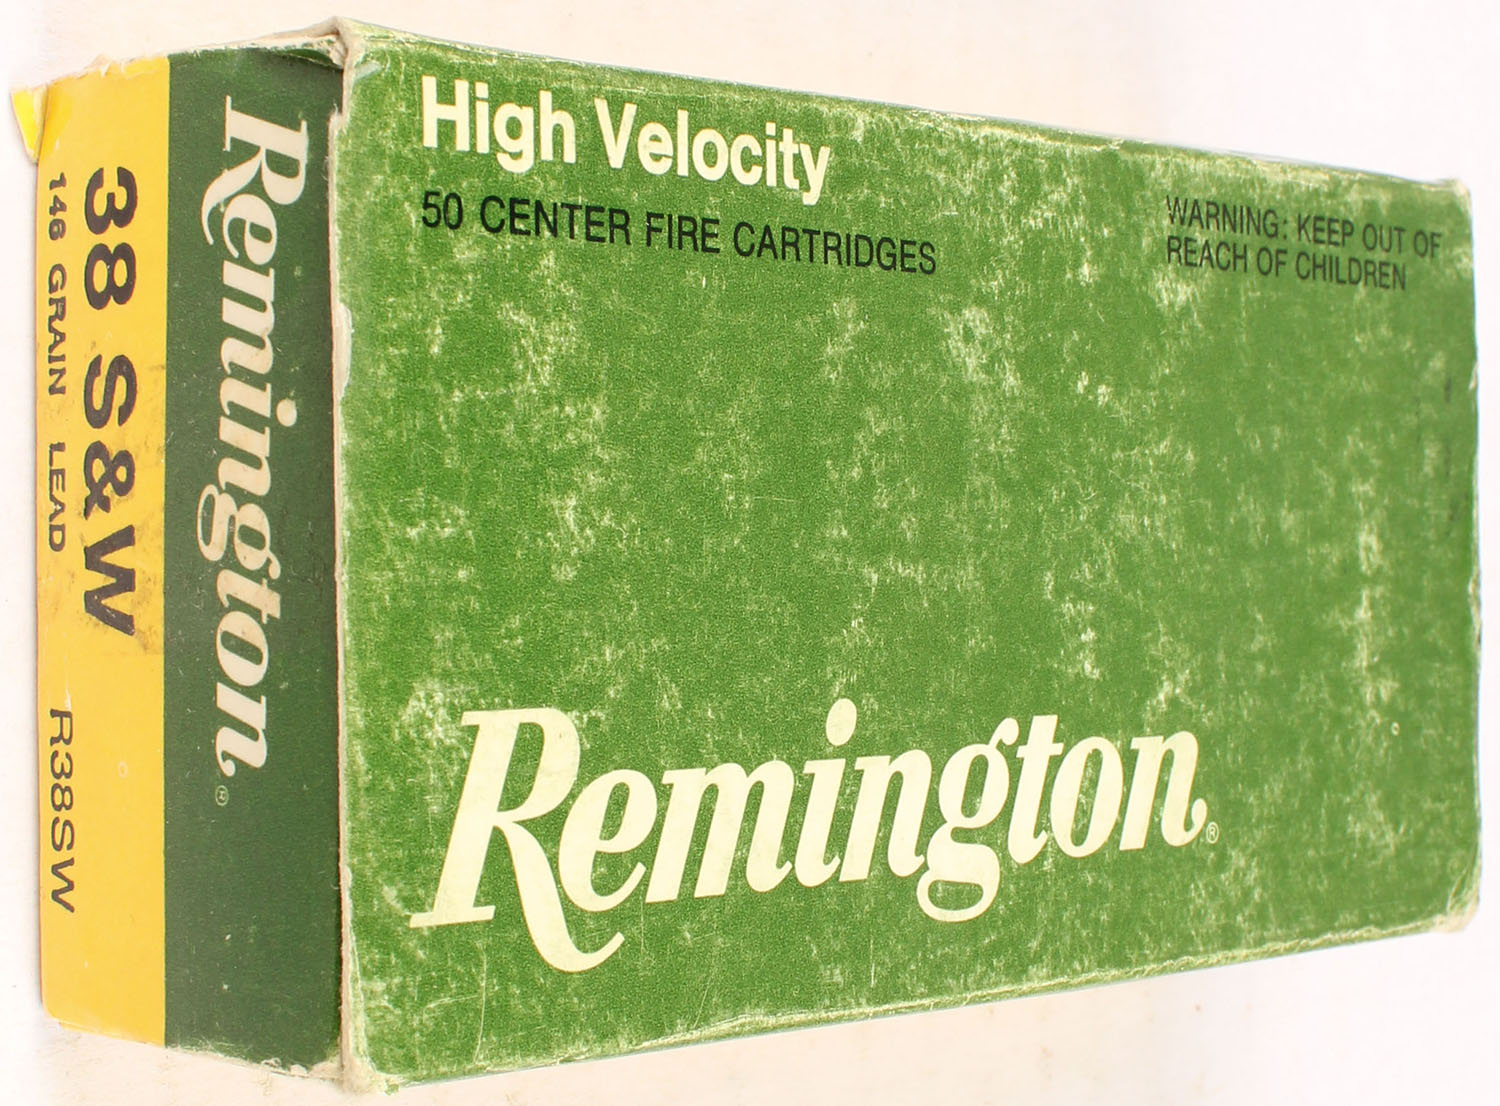 High Velocity
50 CENTER FIRE CARTRIDGES
WARNING: KEEP OUT OF
REACH OF CHILDREN
Remington®
Remington®
38 S&W
146 GRAIN LEAD R38SW